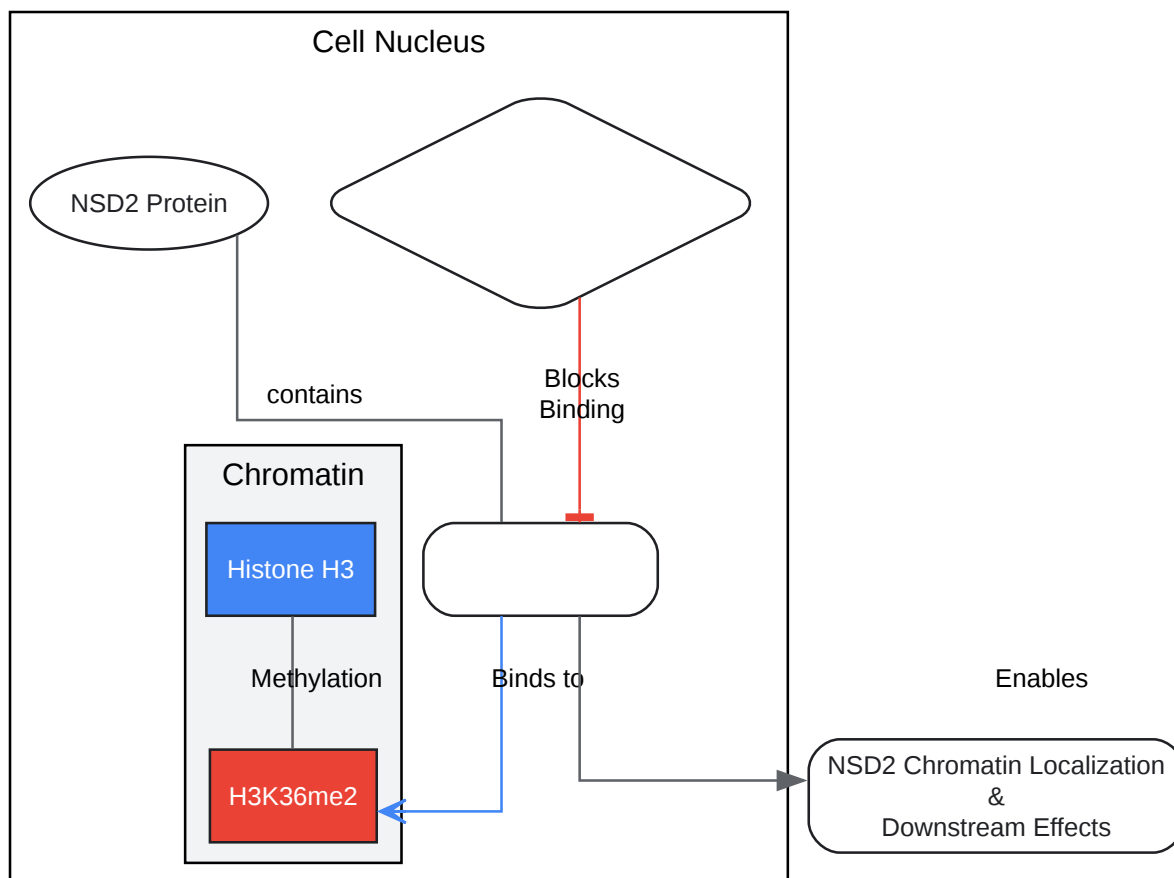 Cell Nucleus
NSD2 Protein
contains
Blocks
Binding
Chromatin
Histone H3
Methylation
Binds to
Enables
H3K36me2
NSD2 Chromatin Localization
&
Downstream Effects